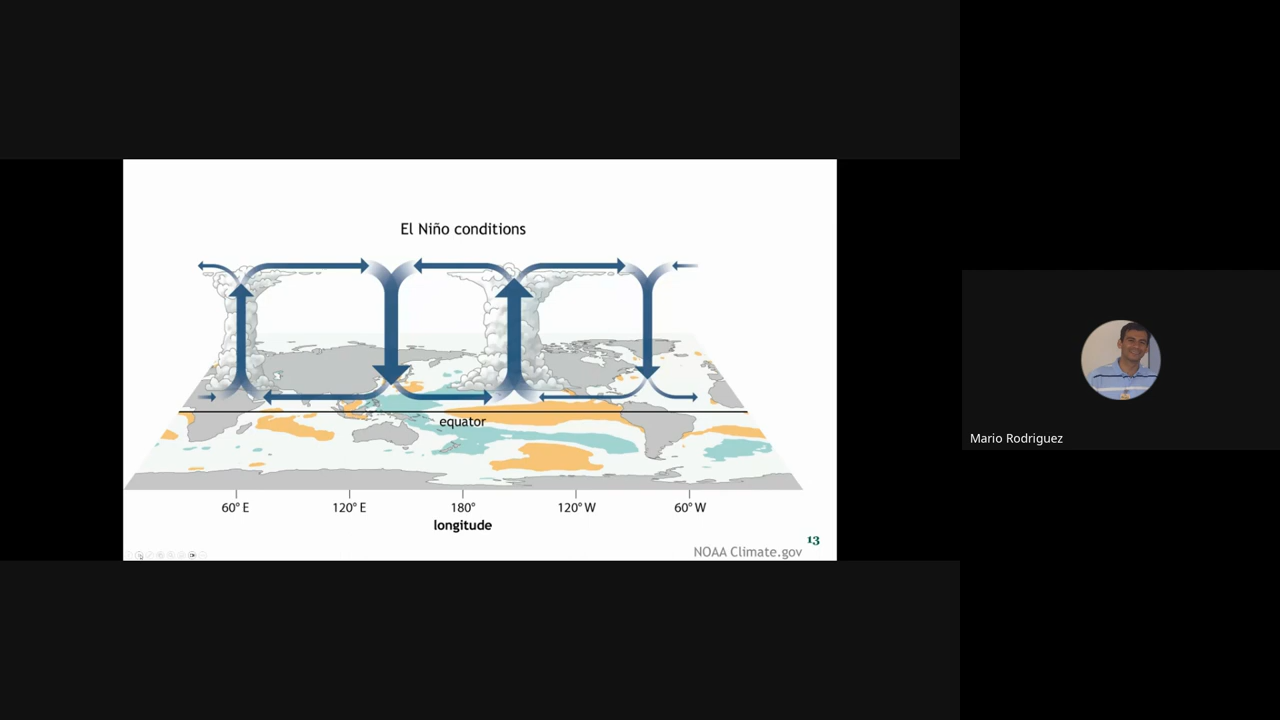 El Niño conditions
equator
60° E
120° E
180°
120° W
60° W
longitude
13
NOAA Climate.gov
Mario Rodriguez